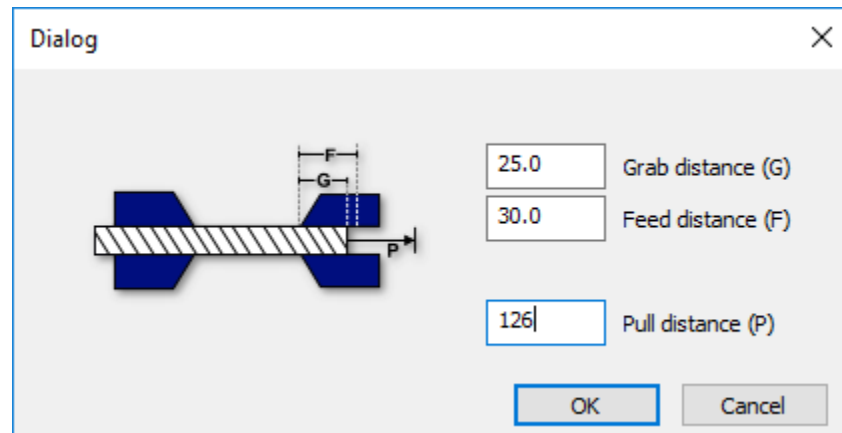 Dialog
F
G
P
25.0 Grab distance (G)
30.0 Feed distance (F)
126 Pull distance (P)
OK Cancel